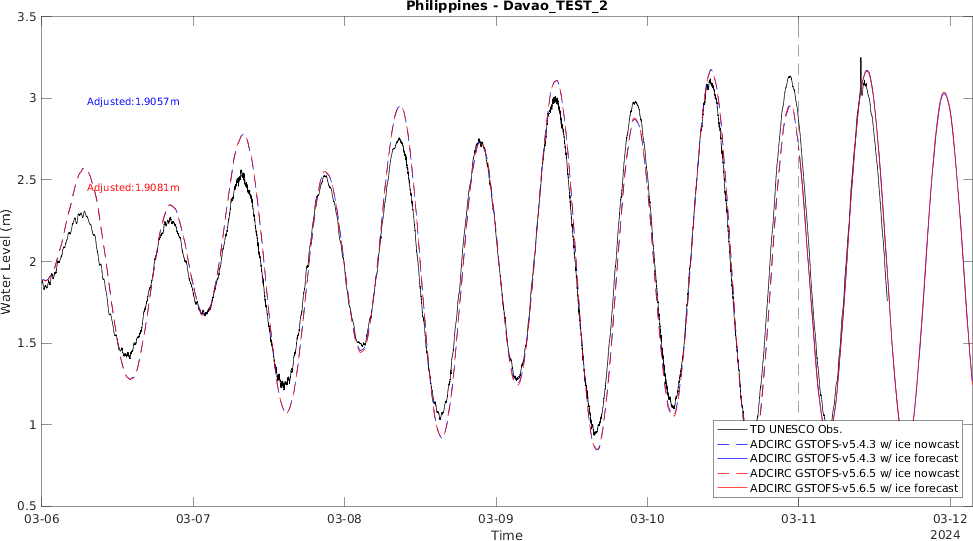 Philippines - Davao_TEST_2
3.5
3
2.5
2
1.5
1
0.5
Water Level (m)
Adjusted:1.9057m
Adjusted:1.9081m
TD UNESCO Obs.
ADCIRC GSTOFS-v5.4.3 w/ ice nowcast
ADCIRC GSTOFS-v5.4.3 w/ ice forecast
ADCIRC GSTOFS-v5.6.5 w/ ice nowcast
ADCIRC GSTOFS-v5.6.5 w/ ice forecast
03-06 03-07 03-08 03-09 03-10 03-11 03-12
Time
2024